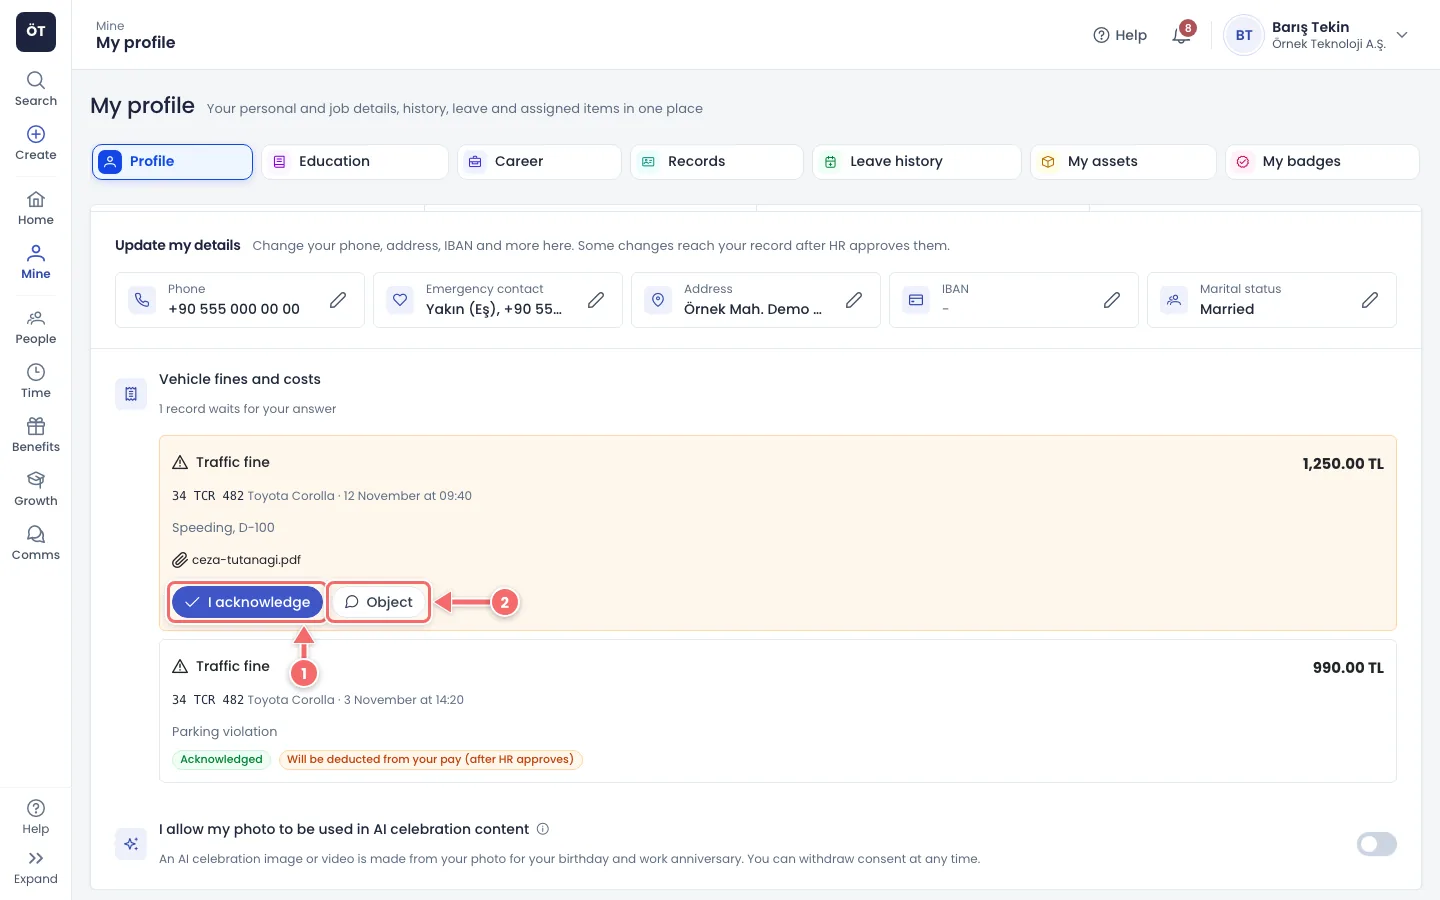 ÖT
Search
Create
Home
Mine
People
Time
Benefits
Growth
Comms
Help
Expand
Mine
My profile
Help
8
BT
Barış Tekin
Örnek Teknoloji A.Ş.
My profile
Your personal and job details, history, leave and assigned items in one place
Profile
Education
Career
Records
Leave history
My assets
My badges
Update my details
Change your phone, address, IBAN and more here. Some changes reach your record after HR approves them.
Phone
+90 555 000 00 00
Emergency contact
Yakın (Eş), +90 55...
Address
Örnek Mah. Demo ...
IBAN
-
Marital status
Married
Vehicle fines and costs
1 record waits for your answer
Traffic fine
1,250.00 TL
34 TCR 482 Toyota Corolla · 12 November at 09:40
Speeding, D-100
ceza-tutanagi.pdf
I acknowledge
Object
2
1
Traffic fine
990.00 TL
34 TCR 482 Toyota Corolla · 3 November at 14:20
Parking violation
Acknowledged
Will be deducted from your pay (after HR approves)
I allow my photo to be used in AI celebration content
An AI celebration image or video is made from your photo for your birthday and work anniversary. You can withdraw consent at any time.